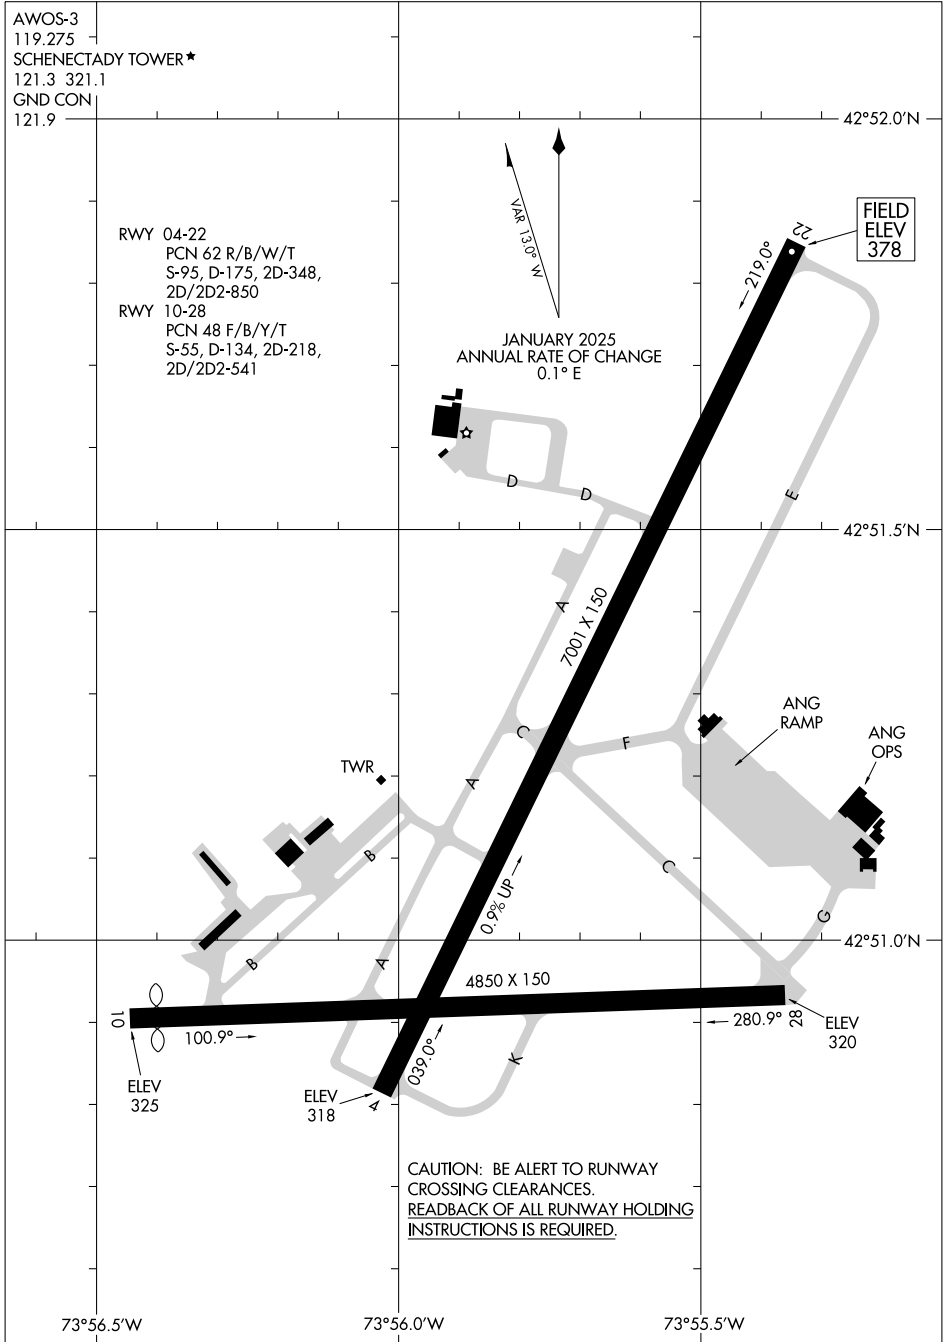 AWOS-3
119.275
SCHENECTADY TOWER★
121.3 321.1
GND CON
121.9
42°52.0'N
VAR 13.0° W
RWY 04-22
PCN 62 R/B/W/T
S-95, D-175, 2D-348,
2D/2D2-850
RWY 10-28
PCN 48 F/B/Y/T
S-55, D-134, 2D-218,
2D/2D2-541
JANUARY 2025
ANNUAL RATE OF CHANGE
0.1° E
22
FIELD
ELEV
378
219.0°
D
D
E
42°51.5'N
A
7001 X 150
ANG
RAMP
C
F
ANG
OPS
TWR
A
B
C
0.9% UP
G
42°51.0'N
B
A
4850 X 150
10
100.9°
280.9°
28
ELEV
320
039.0°
K
ELEV
325
ELEV
318
4
CAUTION: BE ALERT TO RUNWAY
CROSSING CLEARANCES.
READBACK OF ALL RUNWAY HOLDING
INSTRUCTIONS IS REQUIRED.
73°56.5'W
73°56.0'W
73°55.5'W